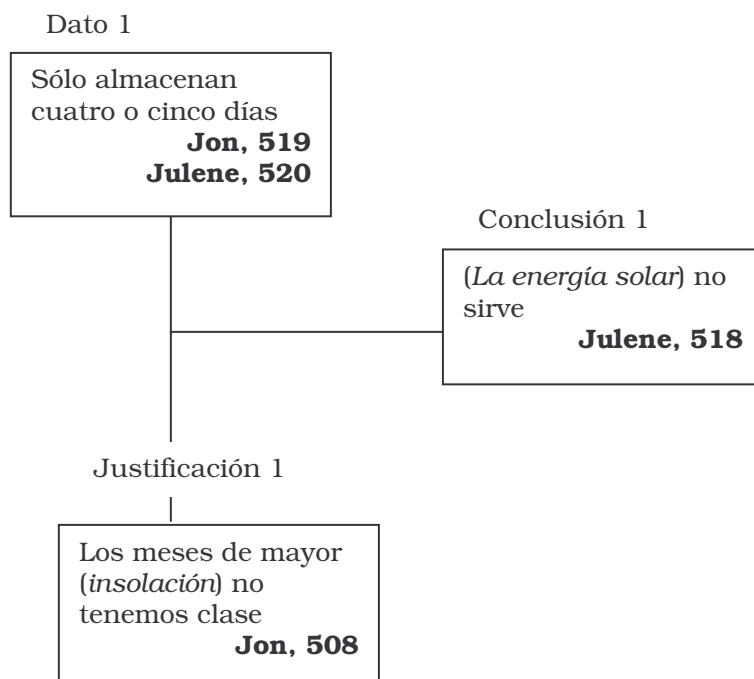 Dato 1
Sólo almacenan
cuatro o cinco días
Jon, 519
Julene, 520
Conclusión 1
(La energía solar) no
sirve
Julene, 518
Justificación 1
Los meses de mayor
(insolación) no
tenemos clase
Jon, 508